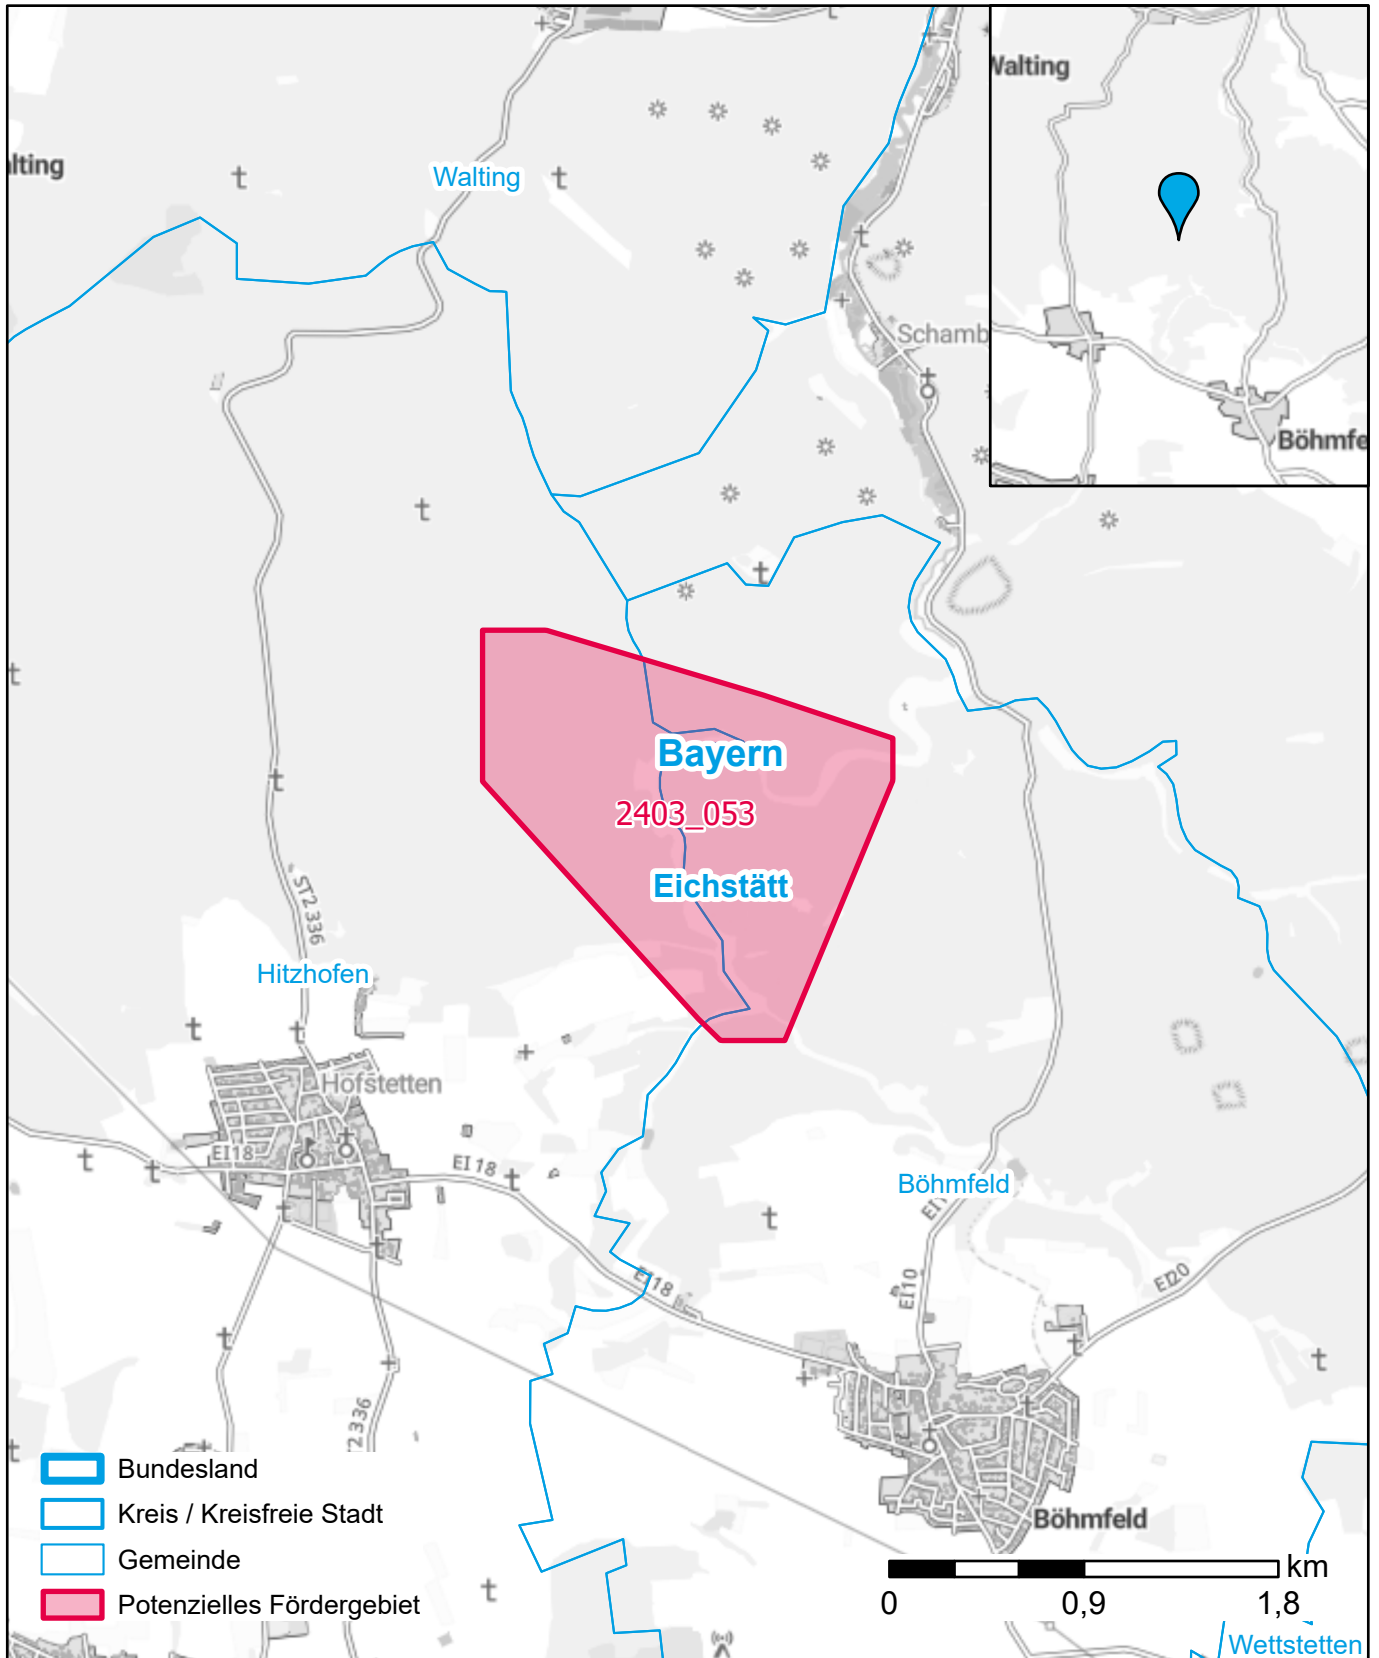 Walting
lting
Walting
Schamb
Böhmfe
Bayern
2403_053
Eichstätt
ST2336
Hitzhofen
Hofstetten
EI18
EI 18
Böhmfeld
EI18
EI10
EI20
Böhmfeld
Bundesland
Kreis / Kreisfreie Stadt
Gemeinde
Potenzielles Fördergebiet
km
0 0,9 1,8
Wettstetten